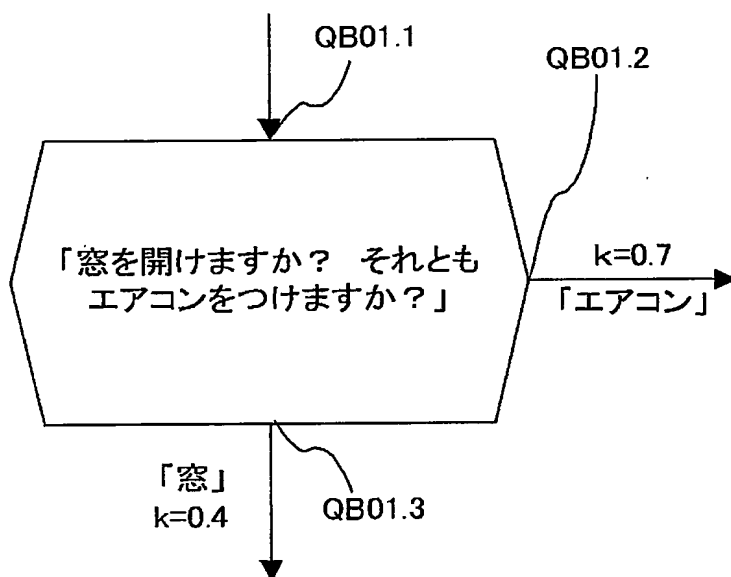 QB01.1
QB01.2
「窓を開けますか？ それとも
エアコンをつけますか？」
k=0.7
「エアコン」
「窓」
k=0.4
QB01.3